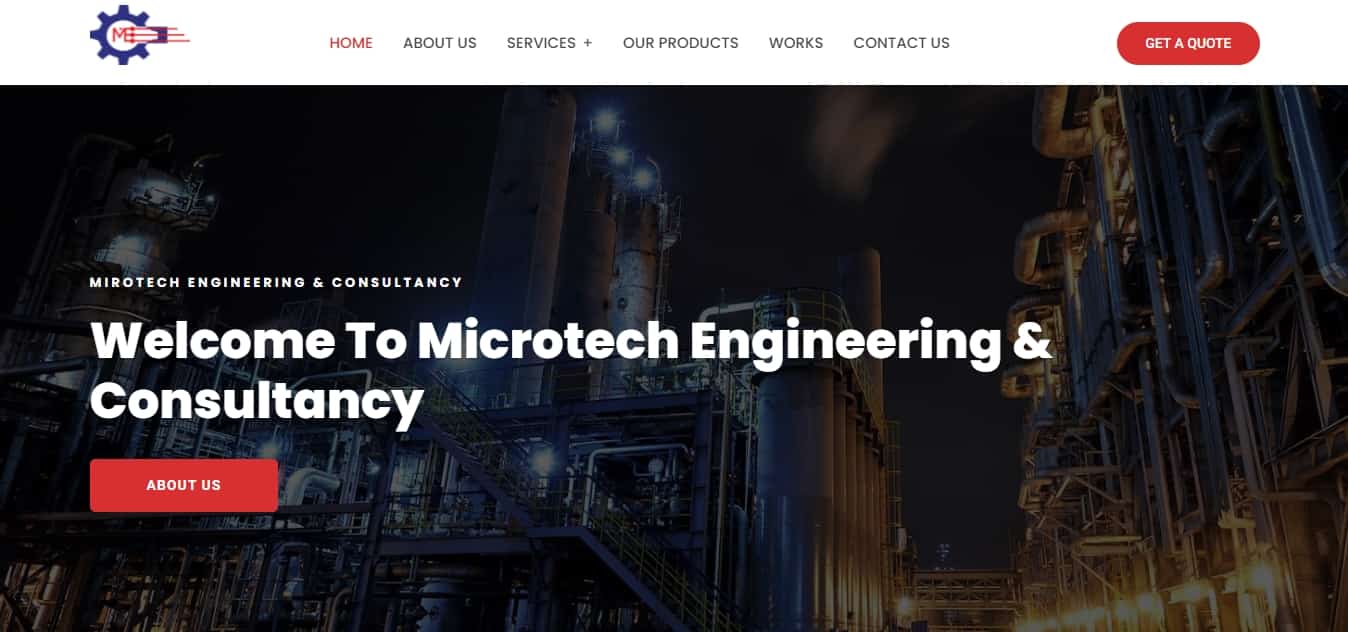 ME
HOME ABOUT US SERVICES + OUR PRODUCTS WORKS CONTACT US GET A QUOTE
MIROTECH ENGINEERING & CONSULTANCY
Welcome To Microtech Engineering &
Consultancy
ABOUT US